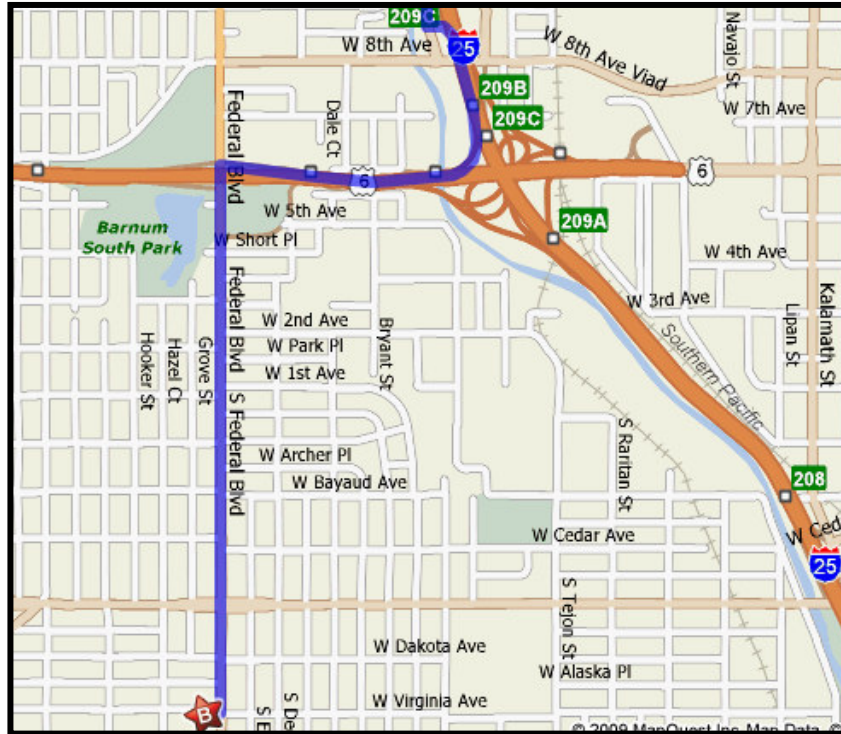 209C
W 8th Ave
25
W 8th Ave Viad
Navajo St
209B
W 7th Ave
Federal Blvd
Dale Ct
209C
6
6
W 5th Ave
Barnum
South Park
W Short Pl
209A
W 4th Ave
Federal Blvd
W 3rd Ave
Lipan St
Kalamath St
W 2nd Ave
W Park Pl
W 1st Ave
Bryant St
Hooker St
Hazel Ct
Grove St
Southern Pacific
S Federal Blvd
W Archer Pl
W Bayaud Ave
S Raritan St
208
W Cedar Ave
W Ced
25
S Tejon St
W Dakota Ave
W Alaska Pl
W Virginia Ave
S De
S E
B
© 2009 MapQuest Inc Map Data